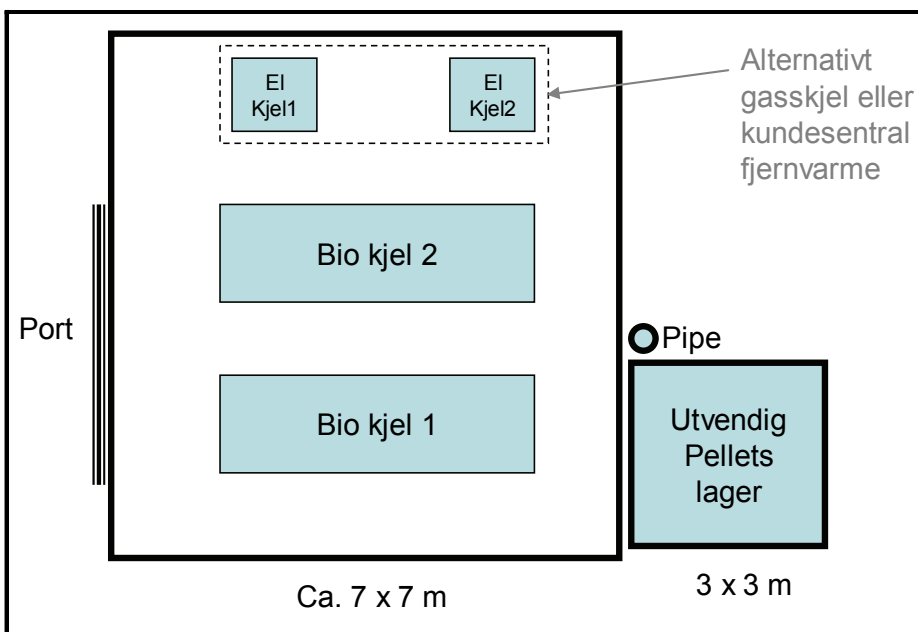 El
Kjel1
El
Kjel2
Alternativt
gasskjel eller
kundesentral
fjernvarme
Bio kjel 2
Port
Pipe
Bio kjel 1
Utvendig
Pellets
lager
Ca. 7 x 7 m
3 x 3 m